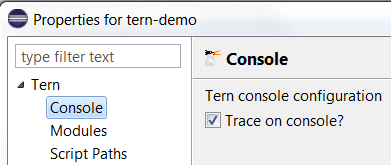 Properties for tern-demo
type filter text
Tern
Console
Modules
Script Paths
Console
Tern console configuration
Trace on console?